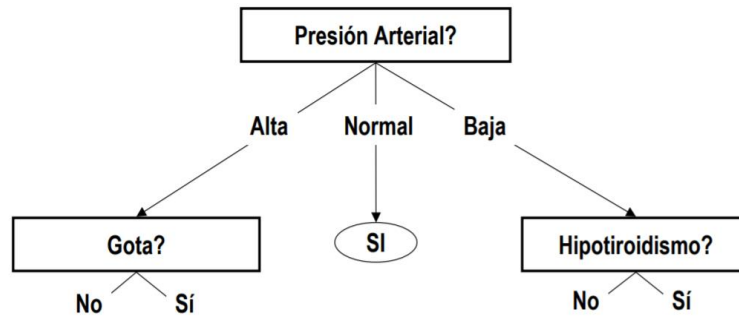 Presión Arterial?
Alta Normal Baja
Gota? SI Hipotiroidismo?
No Sí No Sí